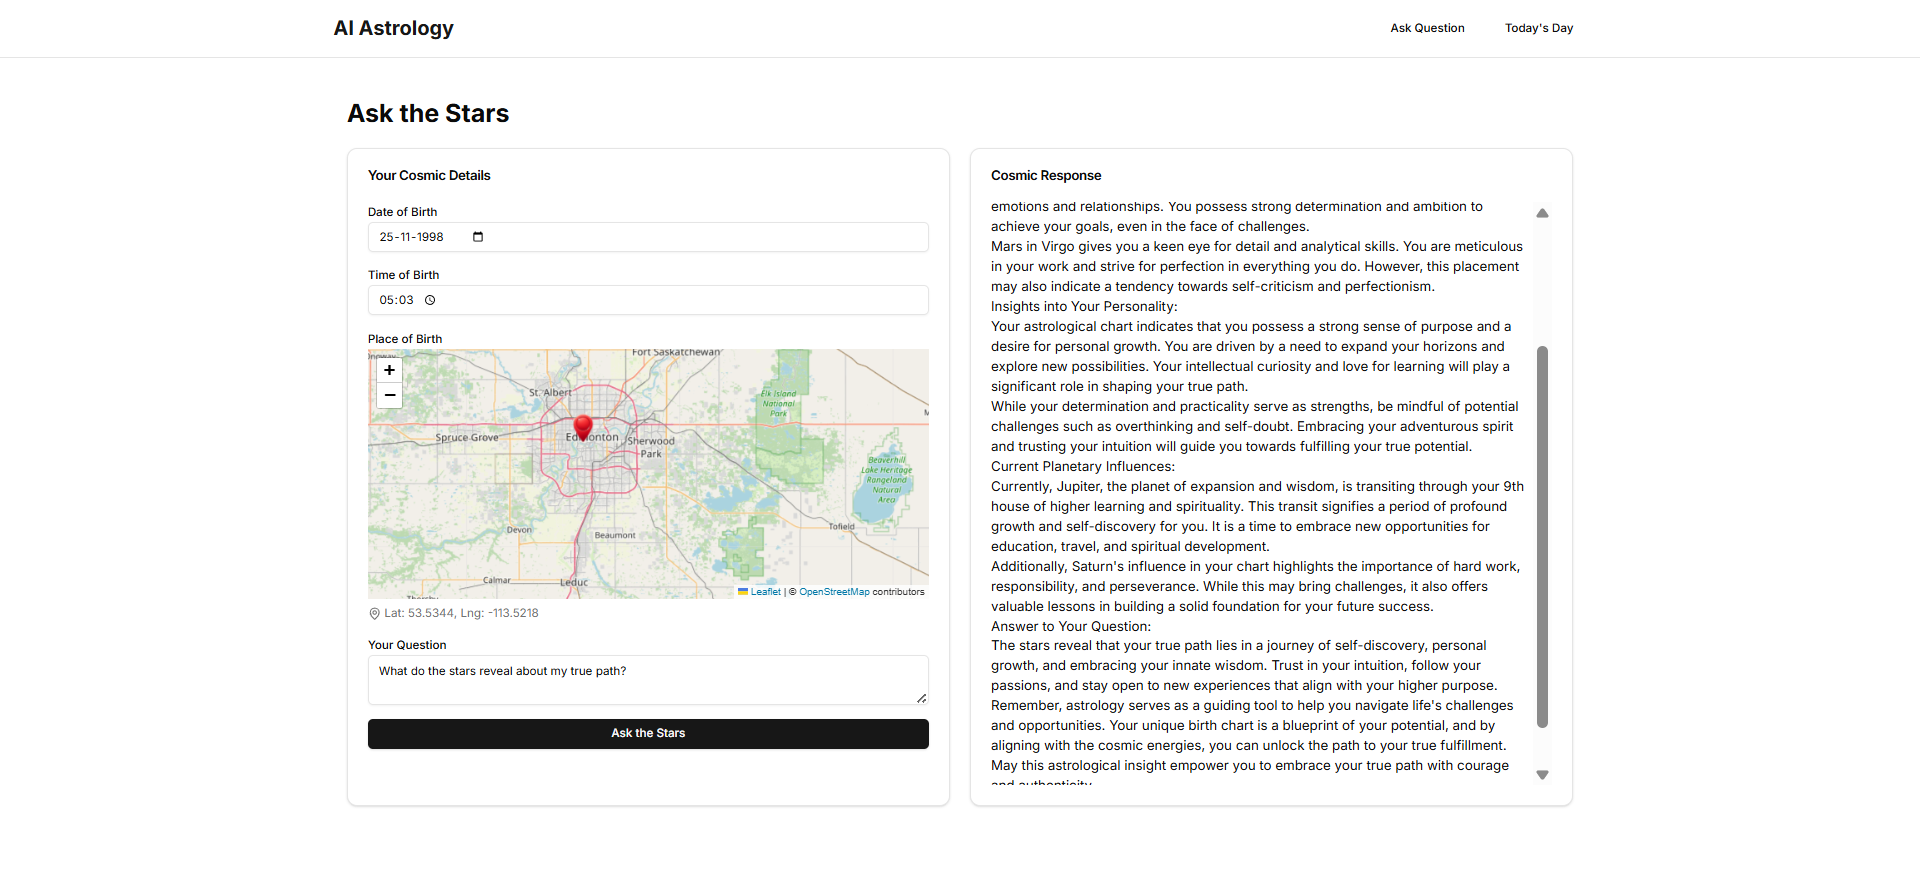 AI Astrology
Ask Question
Today's Day
Ask the Stars
Your Cosmic Details
Date of Birth
25-11-1998
Time of Birth
05:03
Place of Birth
+
−
Fort Saskatchewan
St. Albert
Elk Island
National
Park
Spruce Grove
Edmonton
Sherwood
Park
Beaverhill
Lake Heritage
Rangeland
Natural
Area
Devon
Tofield
Beaumont
Calmar
Leduc
Leaflet | © OpenStreetMap contributors
Lat: 53.5344, Lng: -113.5218
Your Question
What do the stars reveal about my true path?
Ask the Stars
Cosmic Response
emotions and relationships. You possess strong determination and ambition to
achieve your goals, even in the face of challenges.
Mars in Virgo gives you a keen eye for detail and analytical skills. You are meticulous
in your work and strive for perfection in everything you do. However, this placement
may also indicate a tendency towards self-criticism and perfectionism.
Insights into Your Personality:
Your astrological chart indicates that you possess a strong sense of purpose and a
desire for personal growth. You are driven by a need to expand your horizons and
explore new possibilities. Your intellectual curiosity and love for learning will play a
significant role in shaping your true path.
While your determination and practicality serve as strengths, be mindful of potential
challenges such as overthinking and self-doubt. Embracing your adventurous spirit
and trusting your intuition will guide you towards fulfilling your true potential.
Current Planetary Influences:
Currently, Jupiter, the planet of expansion and wisdom, is transiting through your 9th
house of higher learning and spirituality. This transit signifies a period of profound
growth and self-discovery for you. It is a time to embrace new opportunities for
education, travel, and spiritual development.
Additionally, Saturn's influence in your chart highlights the importance of hard work,
responsibility, and perseverance. While this may bring challenges, it also offers
valuable lessons in building a solid foundation for your future success.
Answer to Your Question:
The stars reveal that your true path lies in a journey of self-discovery, personal
growth, and embracing your innate wisdom. Trust in your intuition, follow your
passions, and stay open to new experiences that align with your higher purpose.
Remember, astrology serves as a guiding tool to help you navigate life's challenges
and opportunities. Your unique birth chart is a blueprint of your potential, and by
aligning with the cosmic energies, you can unlock the path to your true fulfillment.
May this astrological insight empower you to embrace your true path with courage
and authenticity.